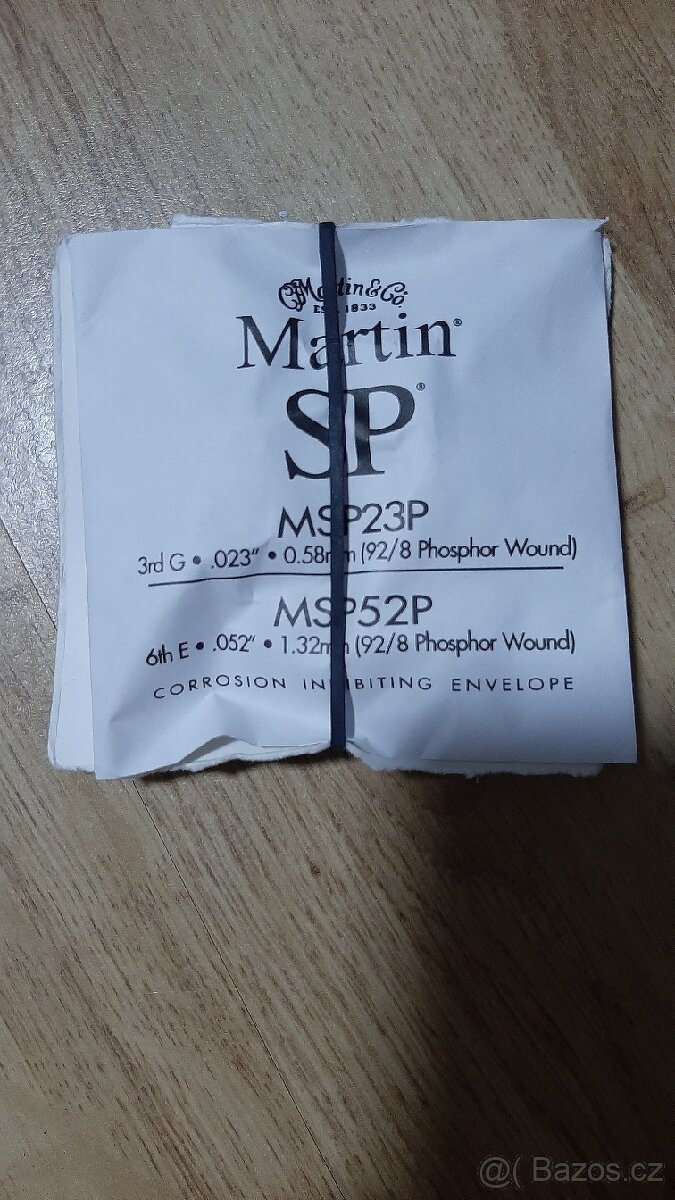 CFMartin & Co.
EST. 1833
Martin®
SP®
MSP23P
3rd G • .023" • 0.58mm (92/8 Phosphor Wound)
MSP52P
6th E • .052" • 1.32mm (92/8 Phosphor Wound)
CORROSION INHIBITING ENVELOPE
@( Bazos.cz